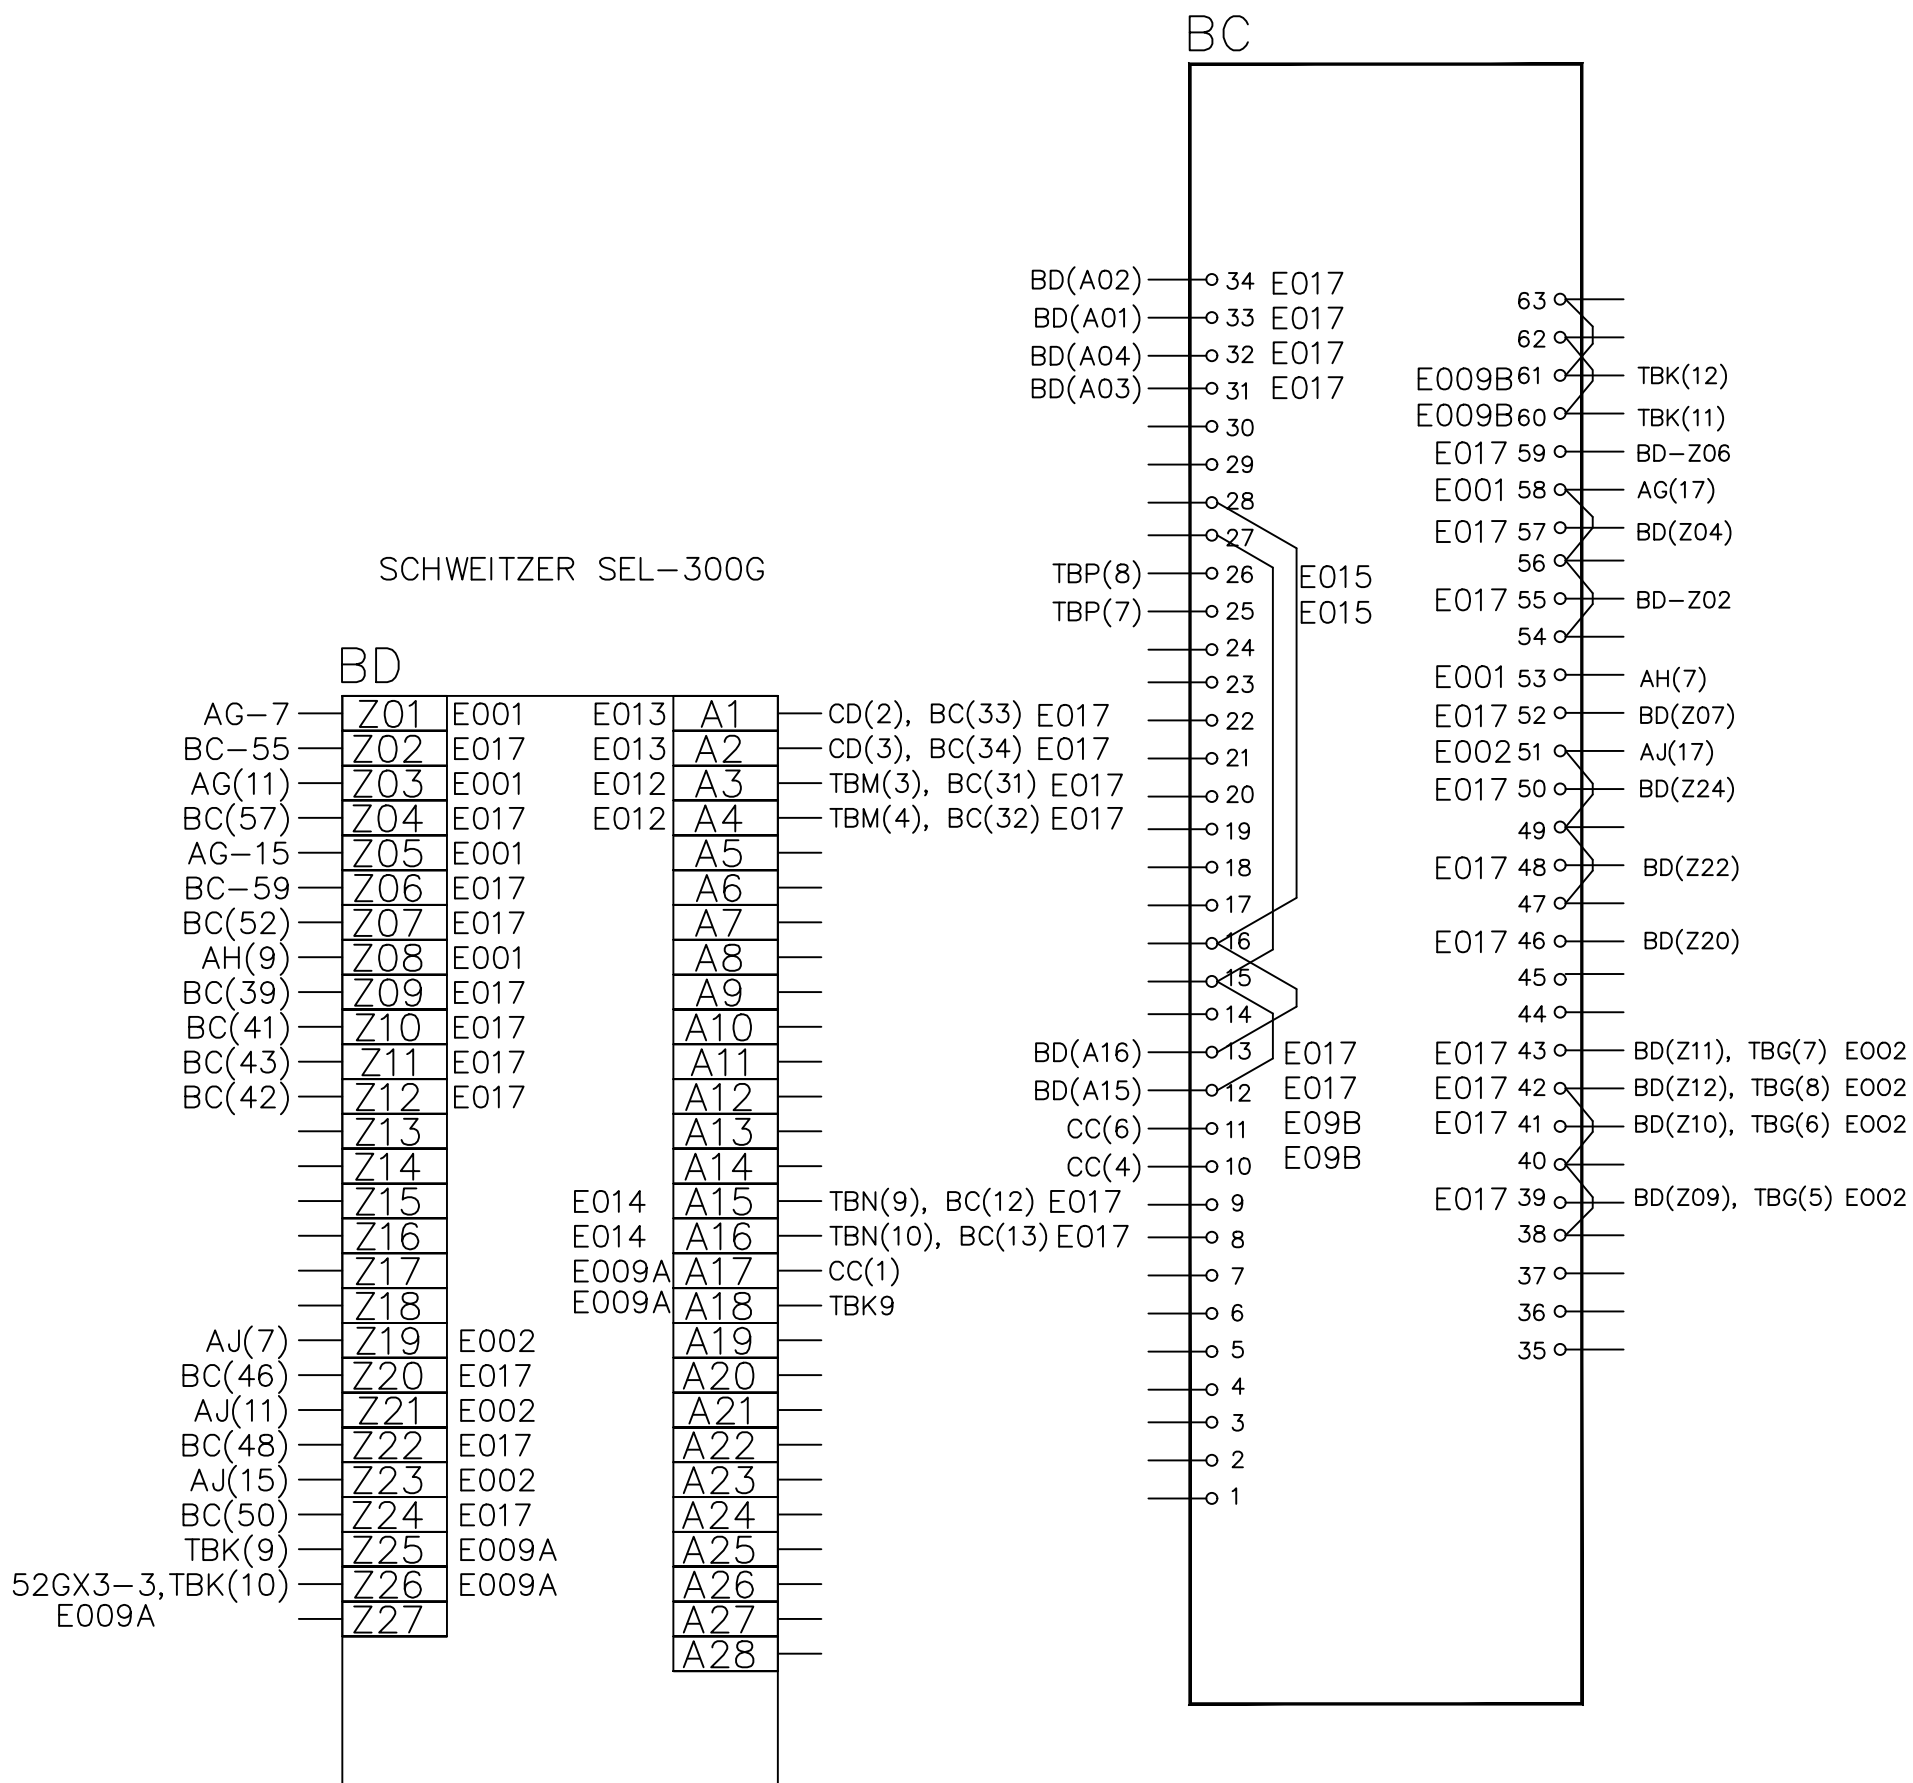 BC
BD(A02) 34 E017
63
BD(A01) 33 E017
62
BD(A04) 32 E017
E009B 61 TBK(12)
BD(A03) 31 E017
E009B 60 TBK(11)
30
E017 59 BD-Z06
29
E001 58 AG(17)
28
E017 57 BD(Z04)
27
56
SCHWEITZER SEL-300G
TBP(8) 26 E015
E017 55 BD-Z02
TBP(7) 25 E015
54
24
E001 53 AH(7)
23
E017 52 BD(Z07)
22
E002 51 AJ(17)
21
E017 50 BD(Z24)
20
49
19
E017 48 BD(Z22)
18
47
17
E017 46 BD(Z20)
16
45
15
44
14
BD(A16) 13 E017
E017 43 BD(Z11), TBG(7) E002
BD(A15) 12 E017
E017 42 BD(Z12), TBG(8) E002
CC(6) 11 E09B
E017 41 BD(Z10), TBG(6) E002
CC(4) 10 E09B
40
9
E017 39 BD(Z09), TBG(5) E002
8
38
7
37
6
36
5
35
4
3
2
1
BD
AG-7 Z01 E001 E013 A1 CD(2), BC(33) E017
BC-55 Z02 E017 E013 A2 CD(3), BC(34) E017
AG(11) Z03 E001 E012 A3 TBM(3), BC(31) E017
BC(57) Z04 E017 E012 A4 TBM(4), BC(32) E017
AG-15 Z05 E001 A5
BC-59 Z06 E017 A6
BC(52) Z07 E017 A7
AH(9) Z08 E001 A8
BC(39) Z09 E017 A9
BC(41) Z10 E017 A10
BC(43) Z11 E017 A11
BC(42) Z12 E017 A12
Z13 A13
Z14 A14
Z15 E014 A15 TBN(9), BC(12) E017
Z16 E014 A16 TBN(10), BC(13) E017
Z17 E009A A17 CC(1)
Z18 E009A A18 TBK9
AJ(7) Z19 E002 A19
BC(46) Z20 E017 A20
AJ(11) Z21 E002 A21
BC(48) Z22 E017 A22
AJ(15) Z23 E002 A23
BC(50) Z24 E017 A24
TBK(9) Z25 E009A A25
52GX3-3,TBK(10) Z26 E009A A26
E009A Z27 A27
A28